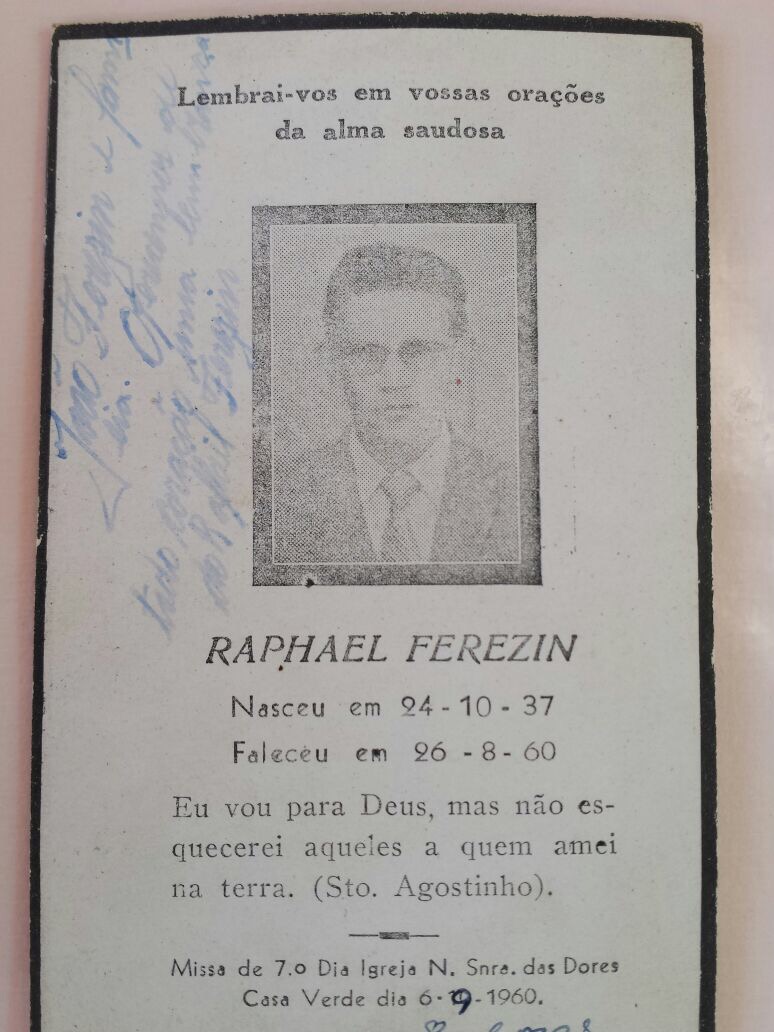 Lembrai-vos em vossas orações
da alma saudosa
RAPHAEL FEREZIN
Nasceu em 24-10-37
Faleceu em 26-8-60
Eu vou para Deus, mas não es-
quecerei aqueles a quem amei
na terra. (Sto. Agostinho).
Missa de 7.o Dia Igreja N. Snra. das Dores
Casa Verde dia 6-9-1960.
João Ferezin